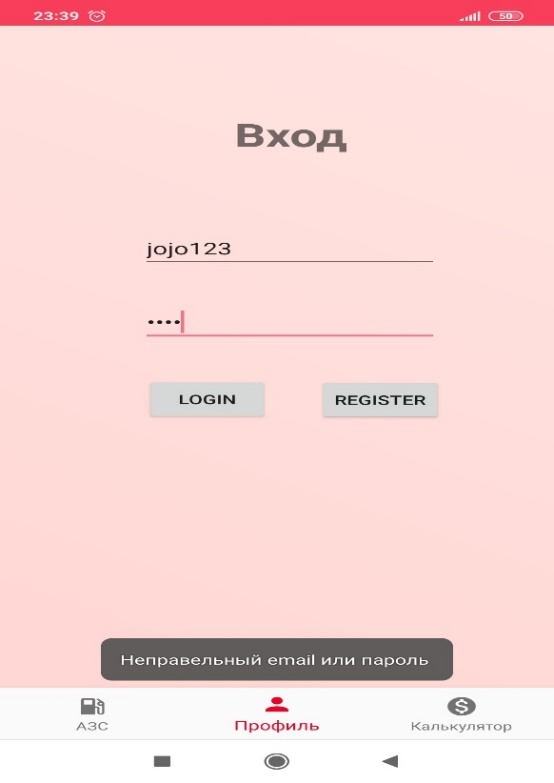 23:39
50
Вход
jojo123
••••
LOGIN REGISTER
Неправельный email или пароль
АЗС Профиль Калькулятор